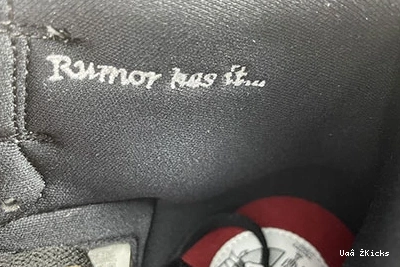 Rumor has it...
Uaâ ŽKicks